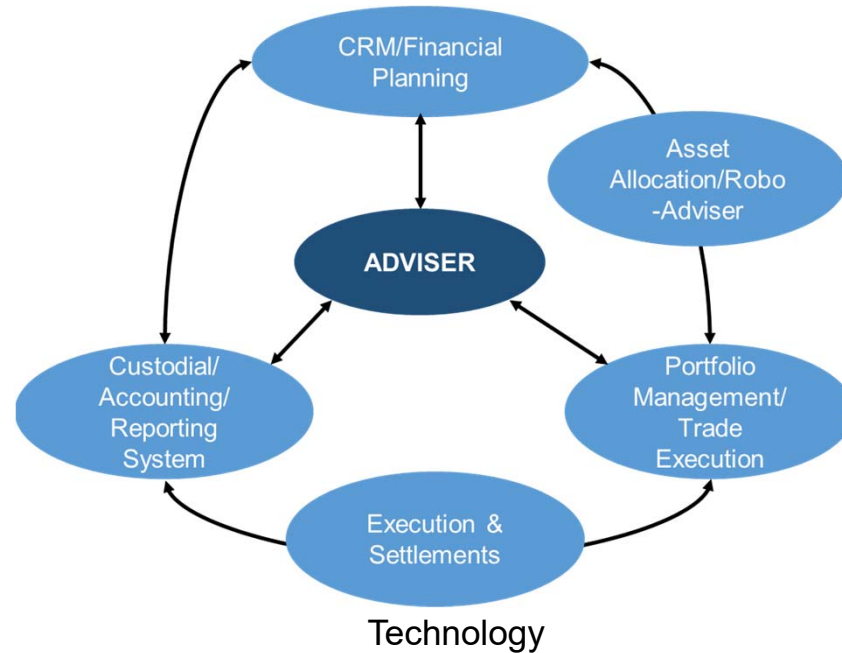 CRM/Financial
Planning
Asset
Allocation/Robo
-Adviser
ADVISER
Custodial/
Accounting/
Reporting
System
Portfolio
Management/
Trade
Execution
Execution &
Settlements
Technology